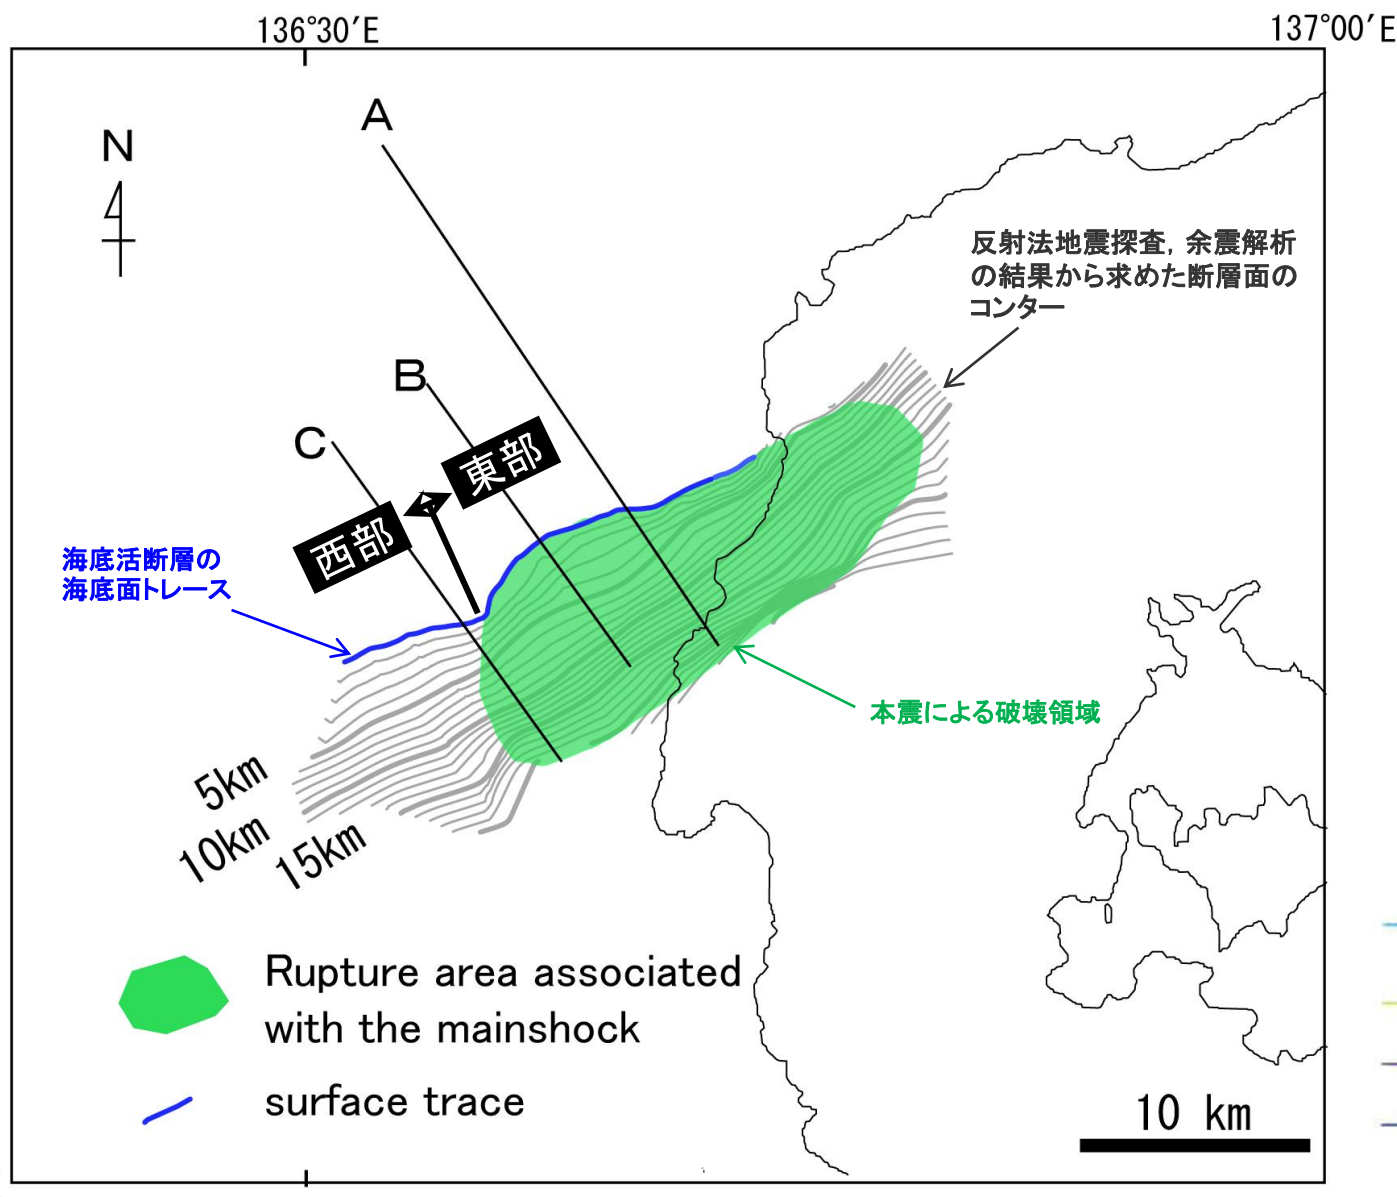 136°30′E
137°00′E
A
N
反射法地震探査，余震解析
の結果から求めた断層面の
コンター
B
C
東部
西部
海底活断層の
海底面トレース
本震による破壊領域
5km
10km
15km
Rupture area associated
with the mainshock
surface trace
10 km